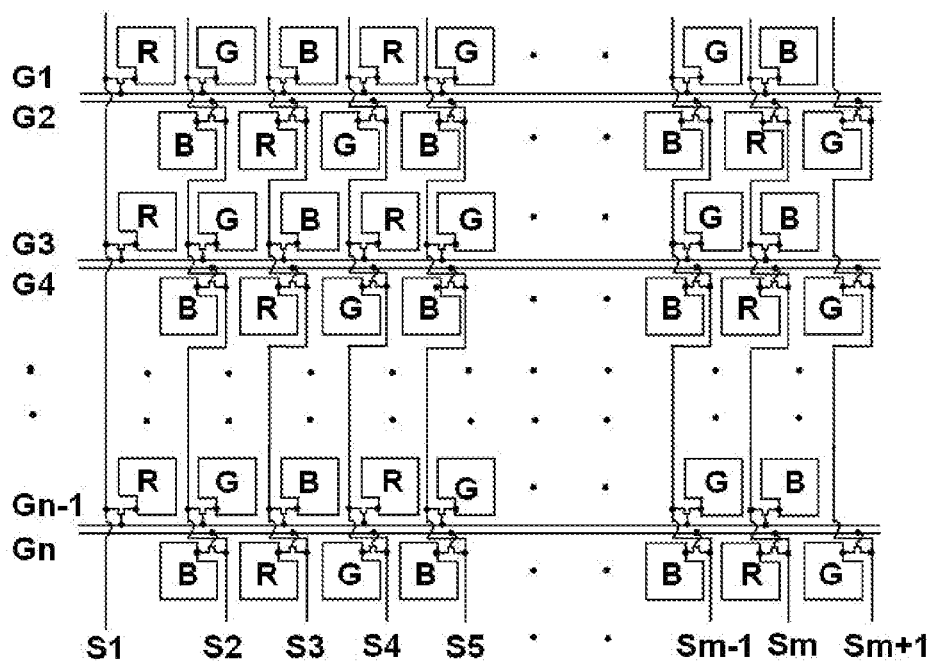 R G B R G G B
G1
G2
B R G B B R G
R G B R G G B
G3
G4
B R G B B R G
R G B R G G B
Gn-1
Gn
B R G B B R G
S1 S2 S3 S4 S5 Sm-1 Sm Sm+1